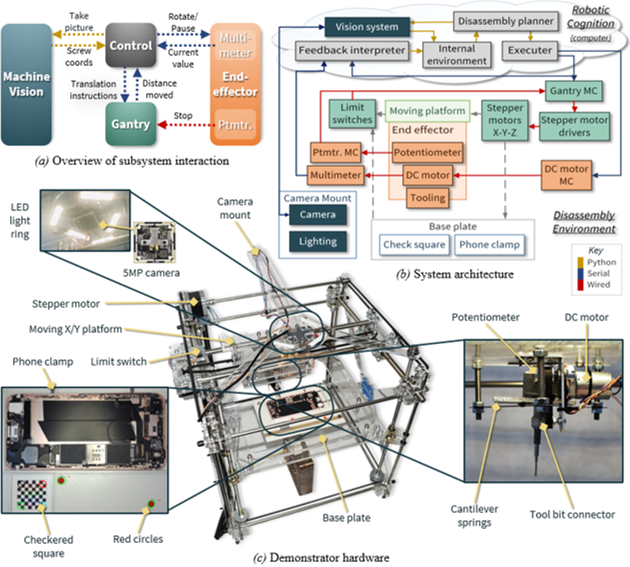 Take
picture
Screw
coords
Machine
Vision
Control
Rotate/
Pause
Current
value
Multi-
meter
End-
effector
Ptmtr.
Translation
instructions
Distance
moved
Gantry
Stop
(a) Overview of subsystem interaction
Vision system
Disassembly planner
Robotic
Cognition
(computer)
Feedback interpreter
Internal
environment
Executer
Gantry MC
Limit
switches
Moving platform
Stepper
motors
X-Y-Z
Stepper motor
drivers
End effector
Ptmtr. MC
Potentiometer
Multimeter
DC motor
DC motor
MC
Tooling
Camera Mount
Camera
Lighting
Base plate
Check square
Phone clamp
Disassembly
Environment
Key
Python
Serial
Wired
(b) System architecture
LED
light
ring
5MP camera
Camera
mount
Stepper motor
Moving X/Y platform
Phone clamp
Limit switch
Potentiometer
DC motor
Checkered
square
Red circles
Base plate
Cantilever
springs
Tool bit connector
(c) Demonstrator hardware